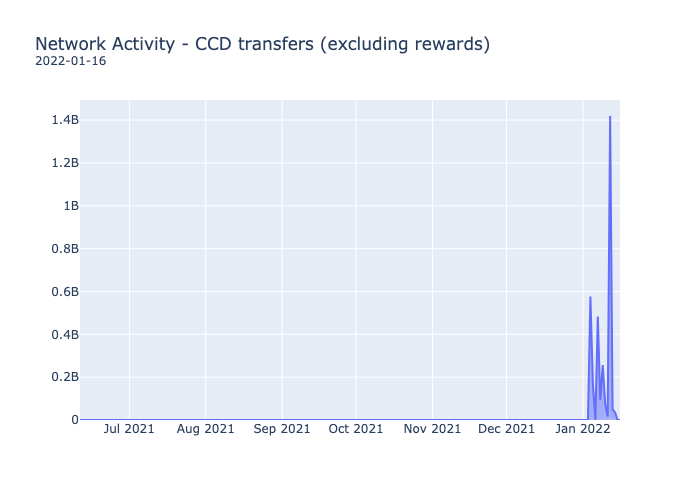 Network Activity - CCD transfers (excluding rewards)
2022-01-16
1.4B
1.2B
1B
0.8B
0.6B
0.4B
0.2B
0
Jul 2021 Aug 2021 Sep 2021 Oct 2021 Nov 2021 Dec 2021 Jan 2022